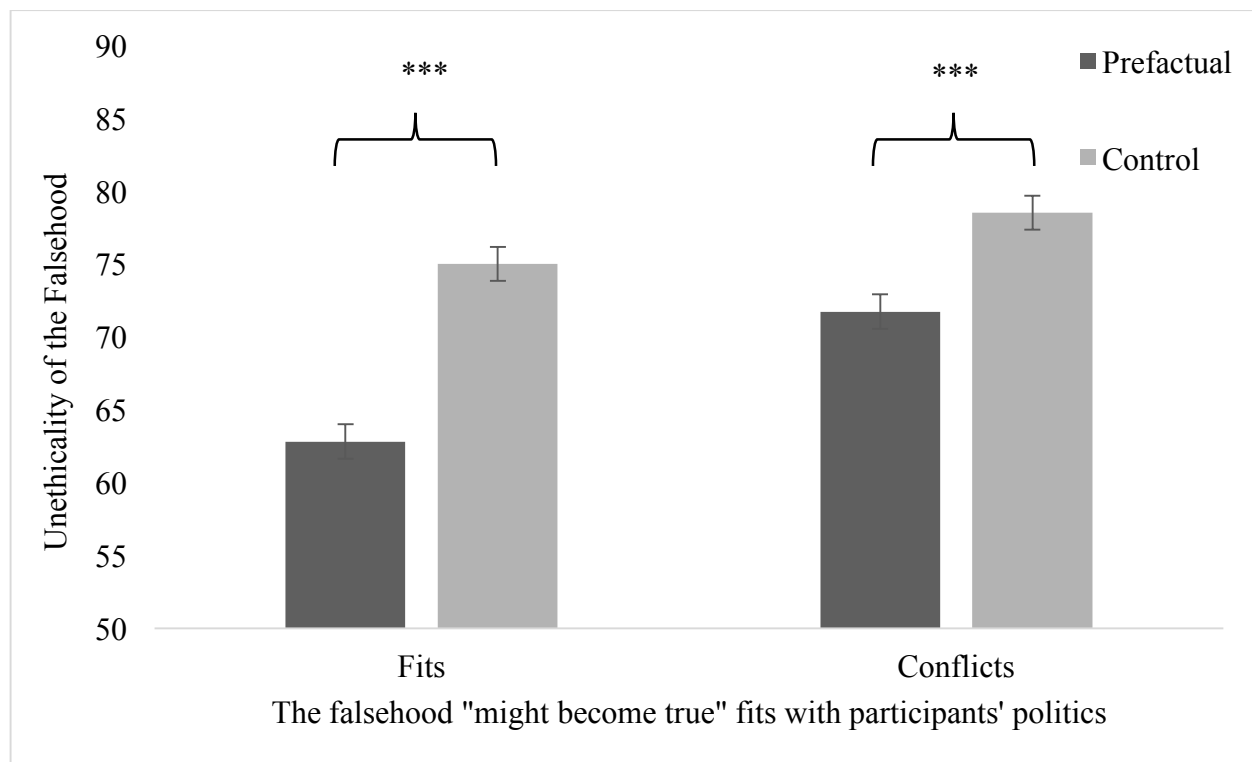 90
85
80
75
70
65
60
55
50
Unethicality of the Falsehood
***
***
Prefactual
Control
Fits
Conflicts
The falsehood "might become true" fits with participants' politics